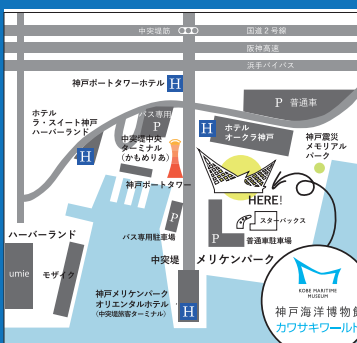 中突堤筋
国道2号線
阪神高速
浜手バイパス
神戸ポートタワーホテル
H
P 普通車
ホテル
ラ・スイート神戸
ハーバーランド
バス専用
P
H
ホテル
オークラ神戸
中突堤中央
ターミナル
(かもめりあ)
神戸震災
メモリアル
パーク
H
神戸ポートタワー
HERE!
P
スターバックス
P
普通車駐車場
バス専用駐車場
ハーバーランド
中突堤
メリケンパーク
umie
モザイク
神戸メリケンパーク
オリエンタルホテル
(中突堤旅客ターミナル)
H
KOBE MARITIME
MUSEUM
神戸海洋博物館
カワサキワールド